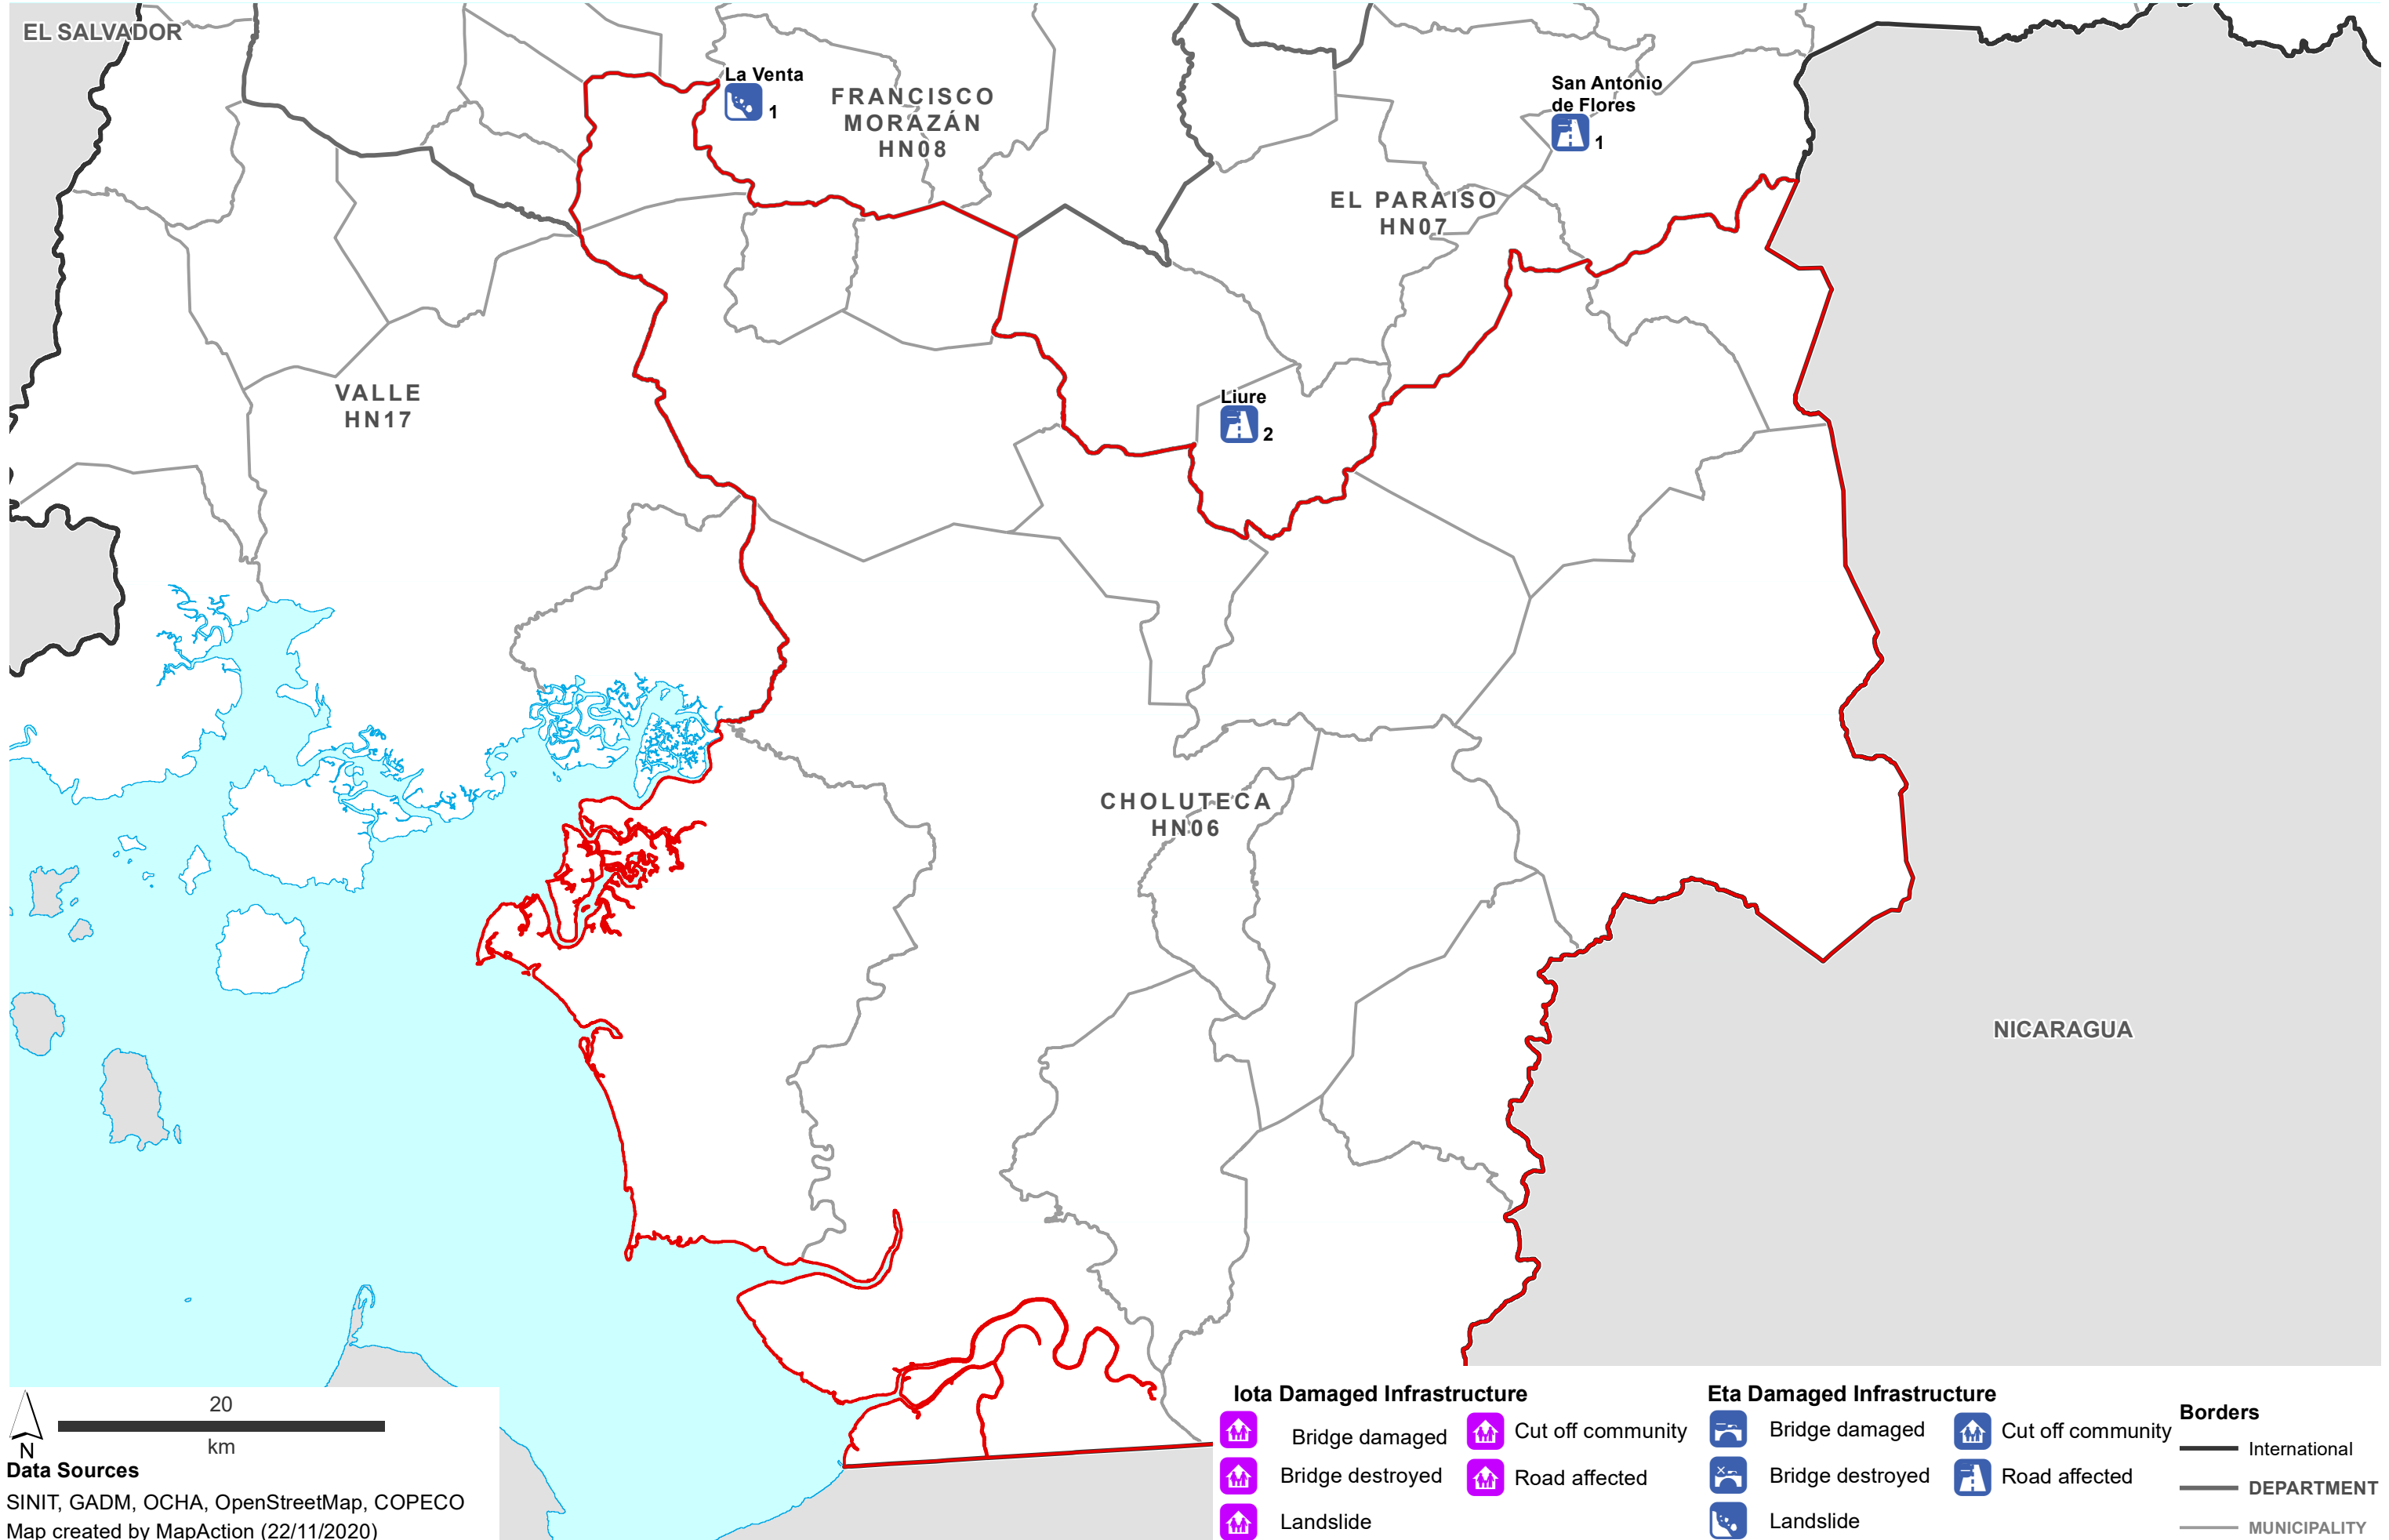 EL SALVADOR
La Venta
1
FRANCISCO
MORAZÁN
HN08
San Antonio
de Flores
1
EL PARAISO
HN07
VALLE
HN17
Liure
2
CHOLUTECA
HN06
NICARAGUA
20
km
N
Data Sources
SINIT, GADM, OCHA, OpenStreetMap, COPECO
Map created by MapAction (22/11/2020)
Iota Damaged Infrastructure
Bridge damaged
Bridge destroyed
Landslide
Cut off community
Road affected
Eta Damaged Infrastructure
Bridge damaged
Bridge destroyed
Landslide
Cut off community
Road affected
Borders
International
DEPARTMENT
MUNICIPALITY